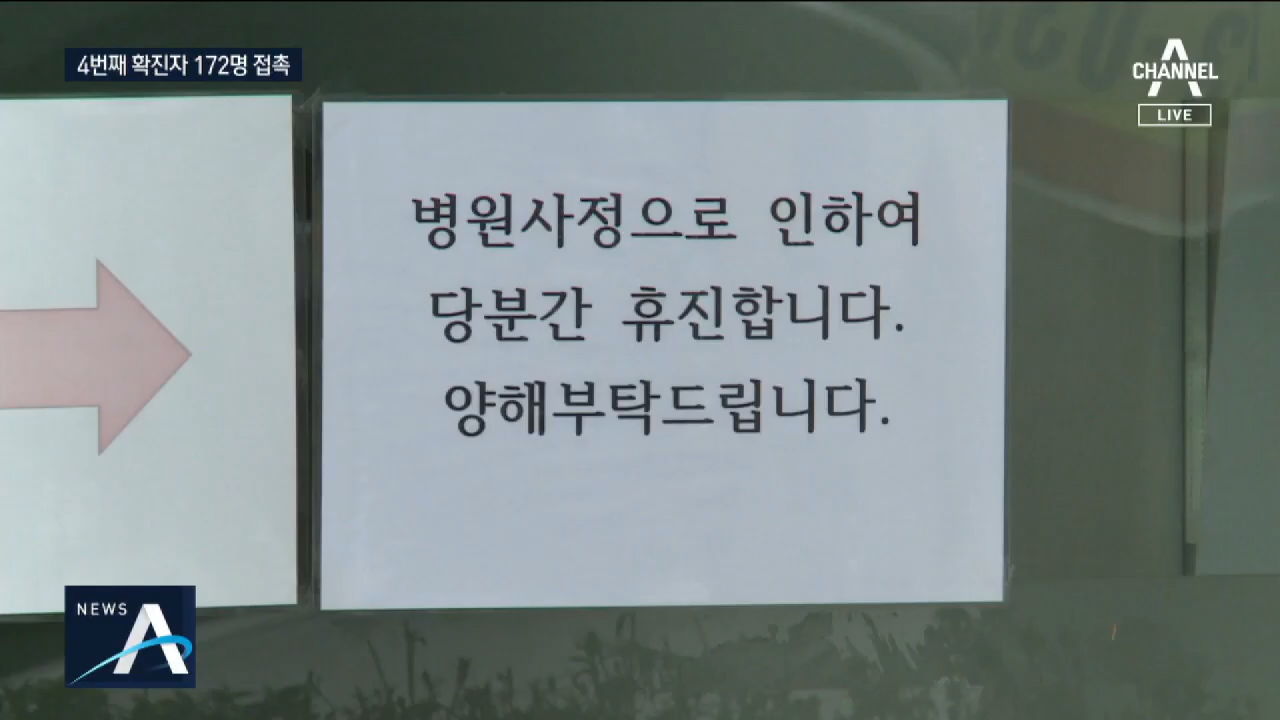 4번째 확진자 172명 접촉
CHANNEL A
LIVE
병원사정으로 인하여
당분간 휴진합니다.
양해부탁드립니다.
NEWS A